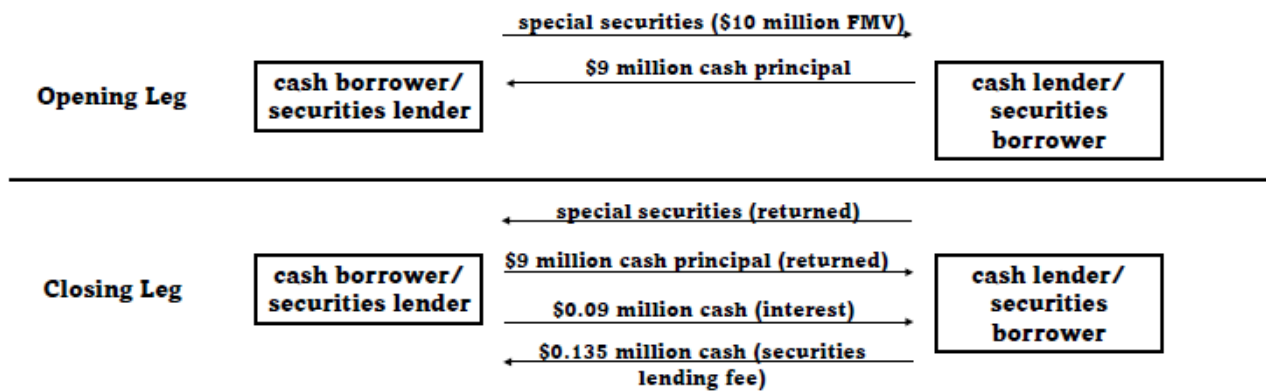 special securities ($10 million FMV)
$9 million cash principal
Opening Leg
cash borrower/
securities lender
cash lender/
securities
borrower
special securities (returned)
$9 million cash principal (returned)
Closing Leg
cash borrower/
securities lender
$0.09 million cash (interest)
cash lender/
securities
borrower
$0.135 million cash (securities
lending fee)